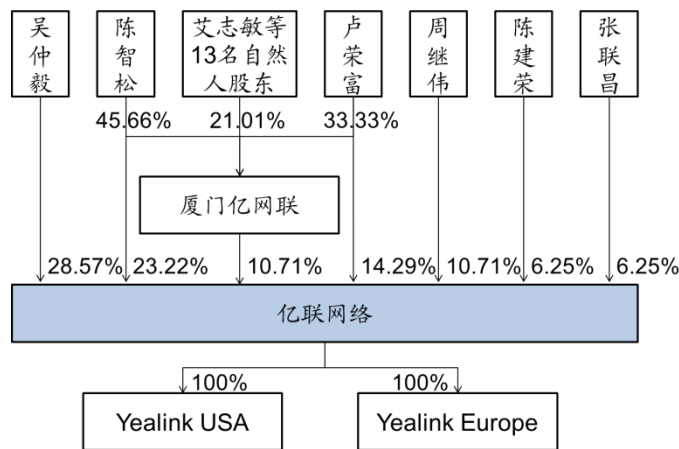 吴仲毅
陈智松
艾志敏等
13名自然
人股东
卢荣富
周继伟
陈建荣
张联昌
45.66%
21.01%
33.33%
厦门亿网联
28.57%
23.22%
10.71%
14.29%
10.71%
6.25%
6.25%
亿联网络
100%
100%
Yealink USA
Yealink Europe